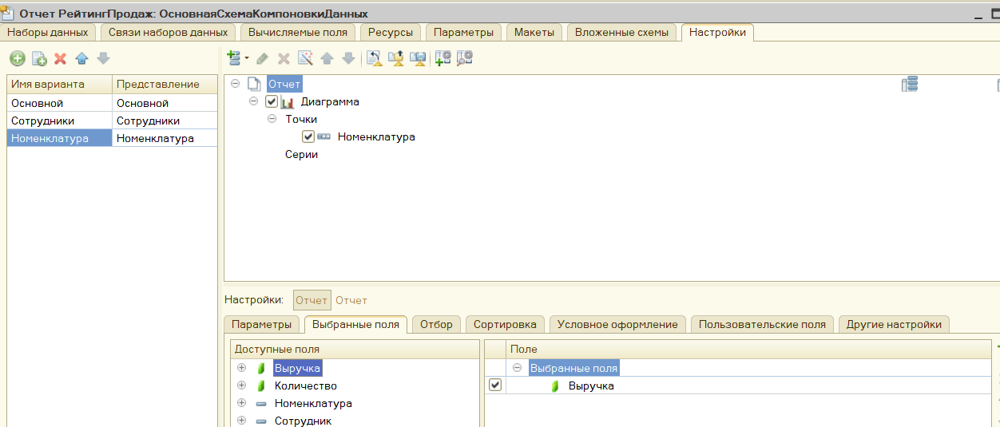 Отчет РейтингПродаж: ОсновнаяСхемаКомпоновкиДанных
Наборы данных Связи наборов данных Вычисляемые поля Ресурсы Параметры Макеты Вложенные схемы Настройки
Имя варианта Представление
Основной Основной
Сотрудники Сотрудники
Номенклатура Номенклатура
Отчет
Диаграмма
Точки
Номенклатура
Серии
Настройки: Отчет Отчет
Параметры Выбранные поля Отбор Сортировка Условное оформление Пользовательские поля Другие настройки
Доступные поля
Выручка
Количество
Номенклатура
Сотрудник
Поле
Выбранные поля
Выручка